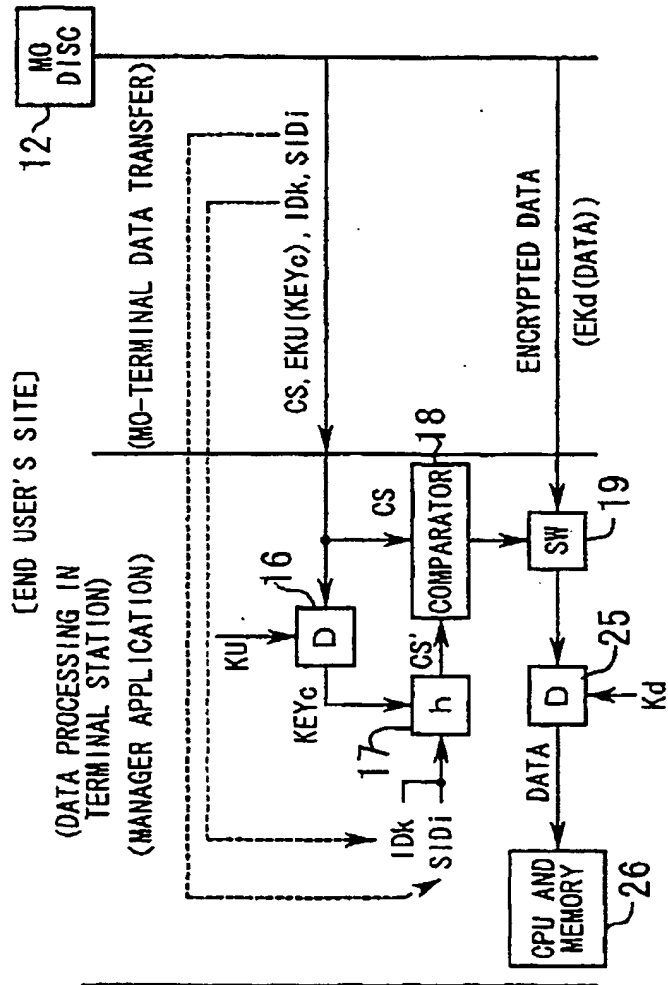 [END USER'S SITE]
(DATA PROCESSING IN
TERMINAL STATION)
(MANAGER APPLICATION)
(MO-TERMINAL DATA TRANSFER)
12
MO
DISC
CS, EKU(KEYc), IDk, SIDi
KU
16
D
KEYc
CS
IDk
SIDi
17
h
CS'
COMPARATOR
18
ENCRYPTED DATA
(EKd(DATA))
SW
19
D
25
Kd
DATA
CPU AND
MEMORY
26